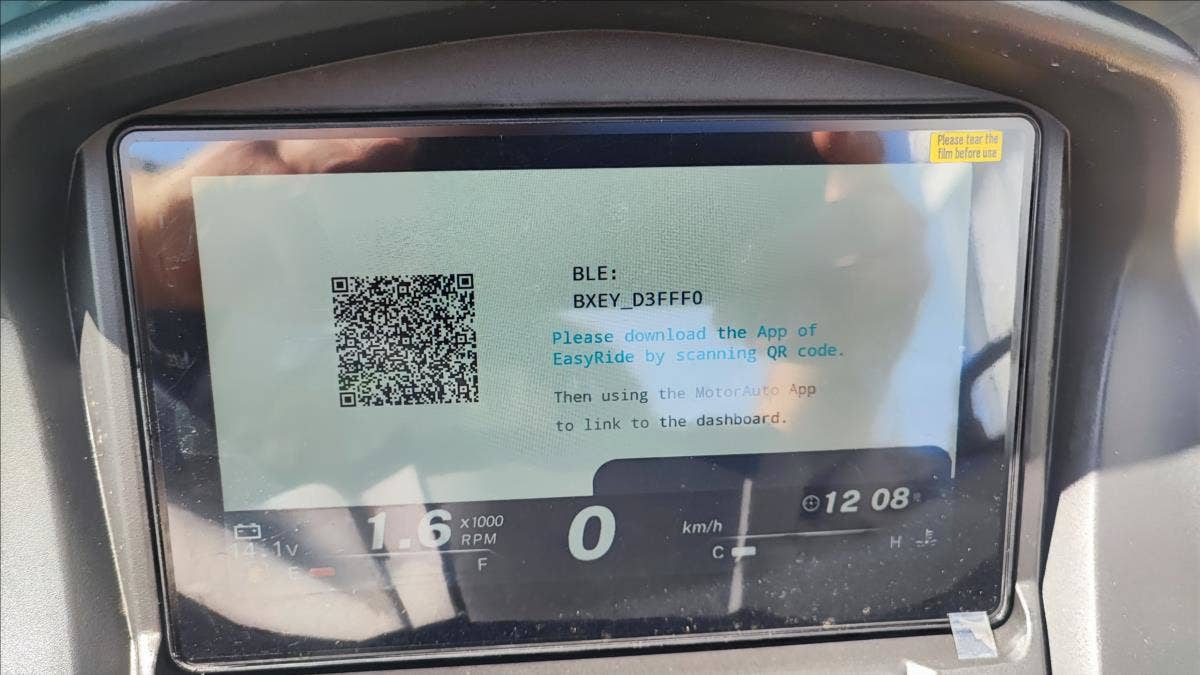 Please tear the
film before use
BLE:
BXEY_D3FFF0
Please download the App of
EasyRide by scanning QR code.
Then using the MotorAuto App
to link to the dashboard.
12 08
14.1v
1.6 x1000
RPM
0
km/h
E
F
C
H